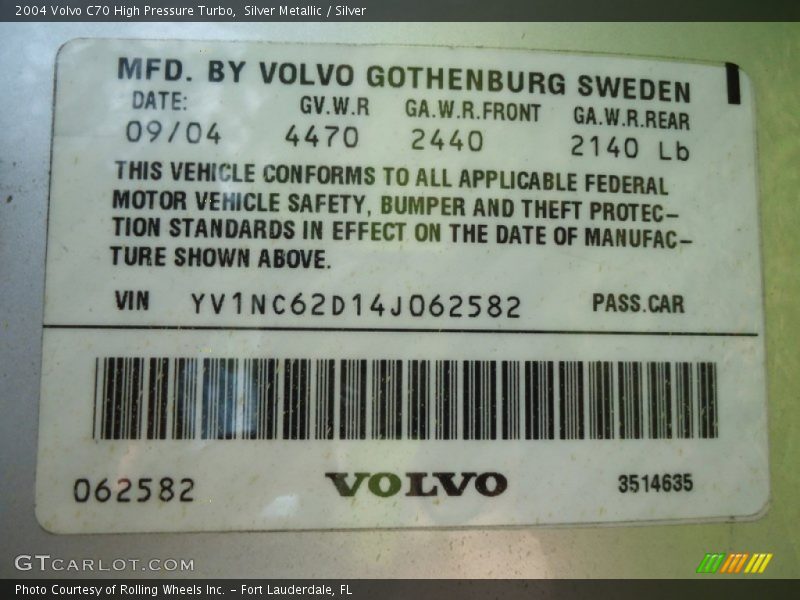 2004 Volvo C70 High Pressure Turbo, Silver Metallic / Silver
MFD. BY VOLVO GOTHENBURG SWEDEN
DATE: GV.W.R GA.W.R.FRONT GA.W.R.REAR
09/04 4470 2440 2140 Lb
THIS VEHICLE CONFORMS TO ALL APPLICABLE FEDERAL
MOTOR VEHICLE SAFETY, BUMPER AND THEFT PROTEC-
TION STANDARDS IN EFFECT ON THE DATE OF MANUFAC-
TURE SHOWN ABOVE.
VIN YV1NC62D14J062582 PASS.CAR
062582 VOLVO 3514635
GTCARLOT.COM
Photo Courtesy of Rolling Wheels Inc. - Fort Lauderdale, FL